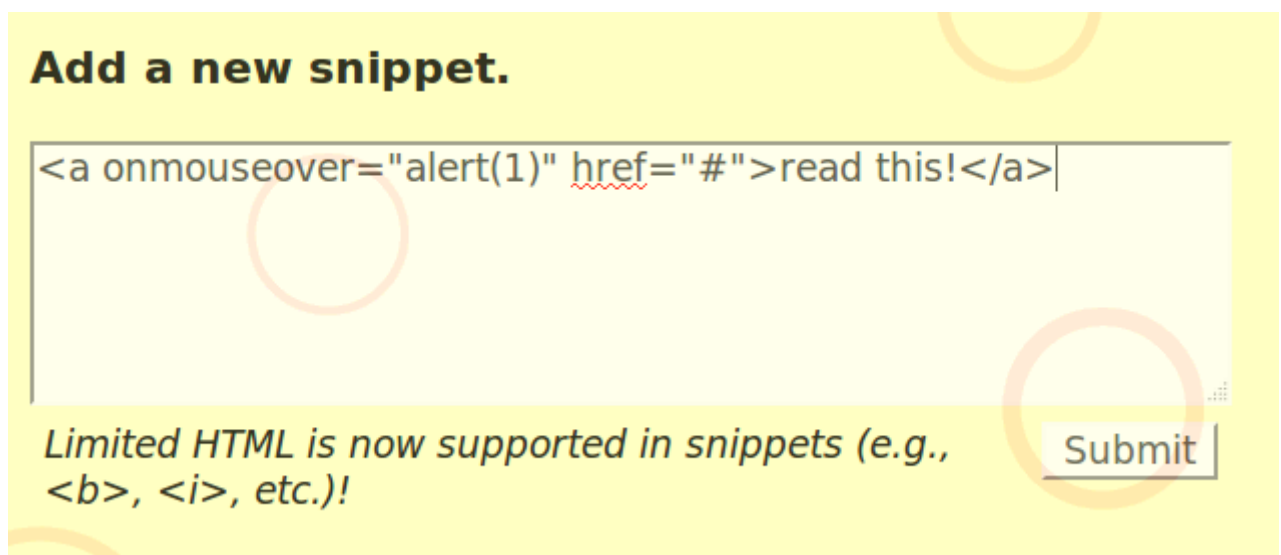 Add a new snippet.
<a onmouseover="alert(1)" href="#">read this!</a>
Limited HTML is now supported in snippets (e.g.,
<b>, <i>, etc.)!
Submit